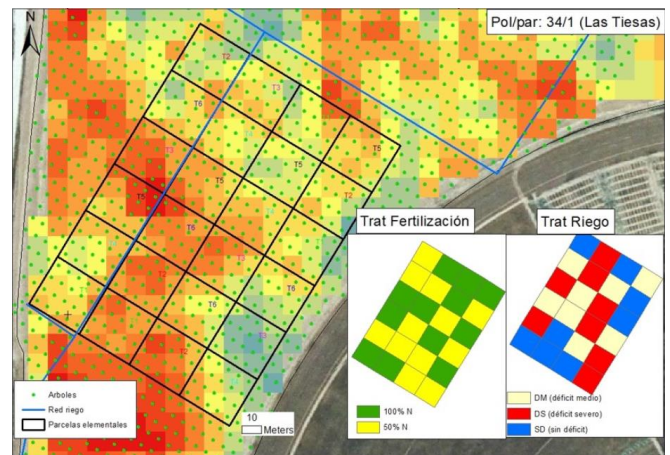 N
Pol/par: 34/1 (Las Tiesas)
T2
T3
T6
T5
T3
T5
T2
T5
T6
T3
T6
T2
Trat Fertilización
Trat Riego
Arboles
Red riego
Parcelas elementales
10
Meters
100% N
50% N
DM (déficit medio)
DS (déficit severo)
SD (sin déficit)